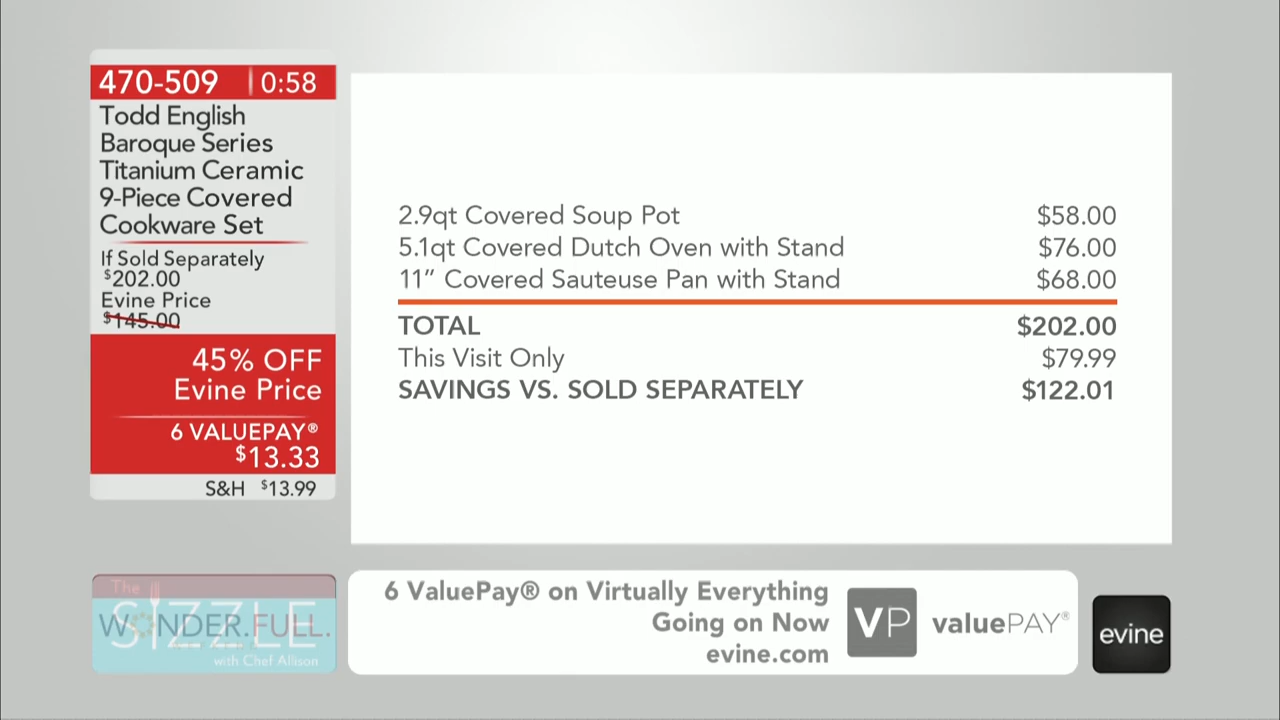 470-509 0:58
Todd English
Baroque Series
Titanium Ceramic
9-Piece Covered
Cookware Set
If Sold Separately
$202.00
Evine Price
$145.00
45% OFF
Evine Price
6 VALUEPAY®
$13.33
S&H $13.99
2.9qt Covered Soup Pot $58.00
5.1qt Covered Dutch Oven with Stand $76.00
11” Covered Sauteuse Pan with Stand $68.00
TOTAL $202.00
This Visit Only $79.99
SAVINGS VS. SOLD SEPARATELY $122.01
The
SIZZLE
WONDER.FULL.
with Chef Allison
6 ValuePay® on Virtually Everything
Going on Now
evine.com
VP valuePAY®
evine